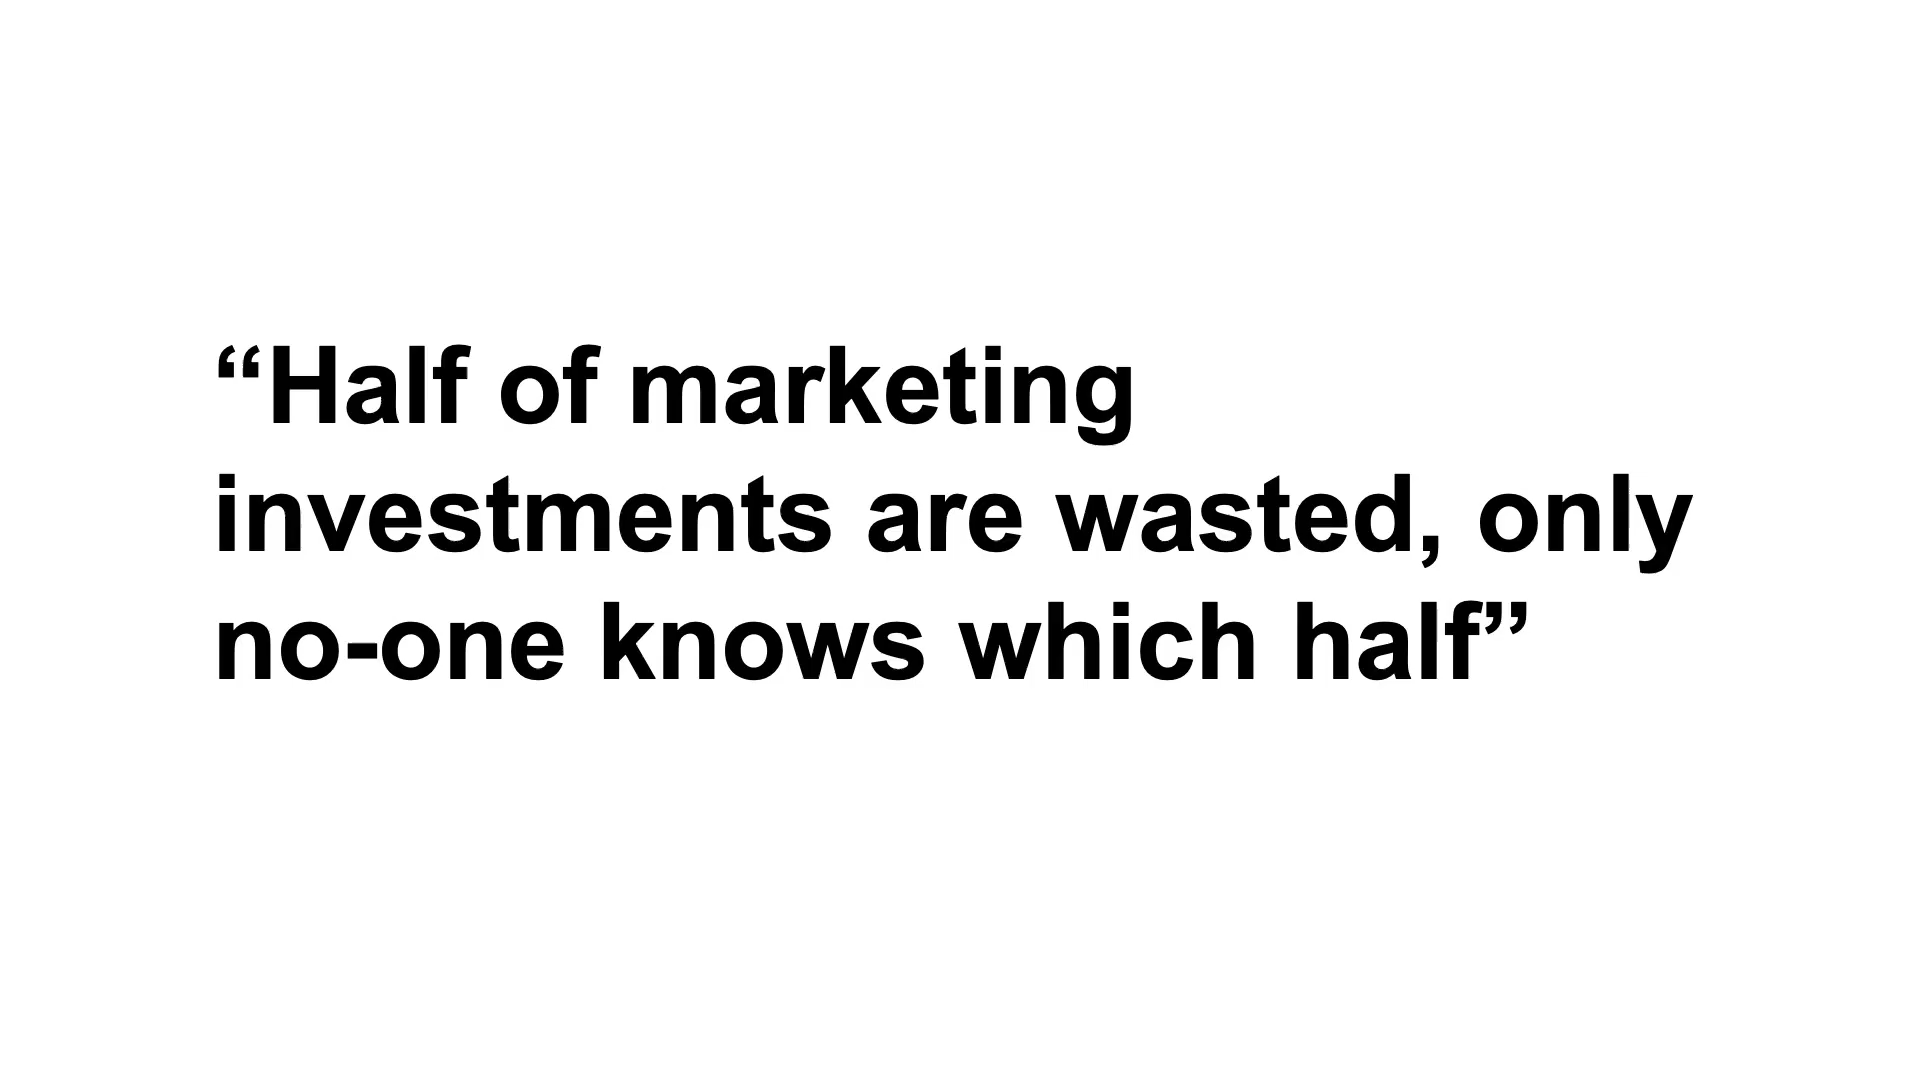 “Half of marketing
investments are wasted, only
no-one knows which half”